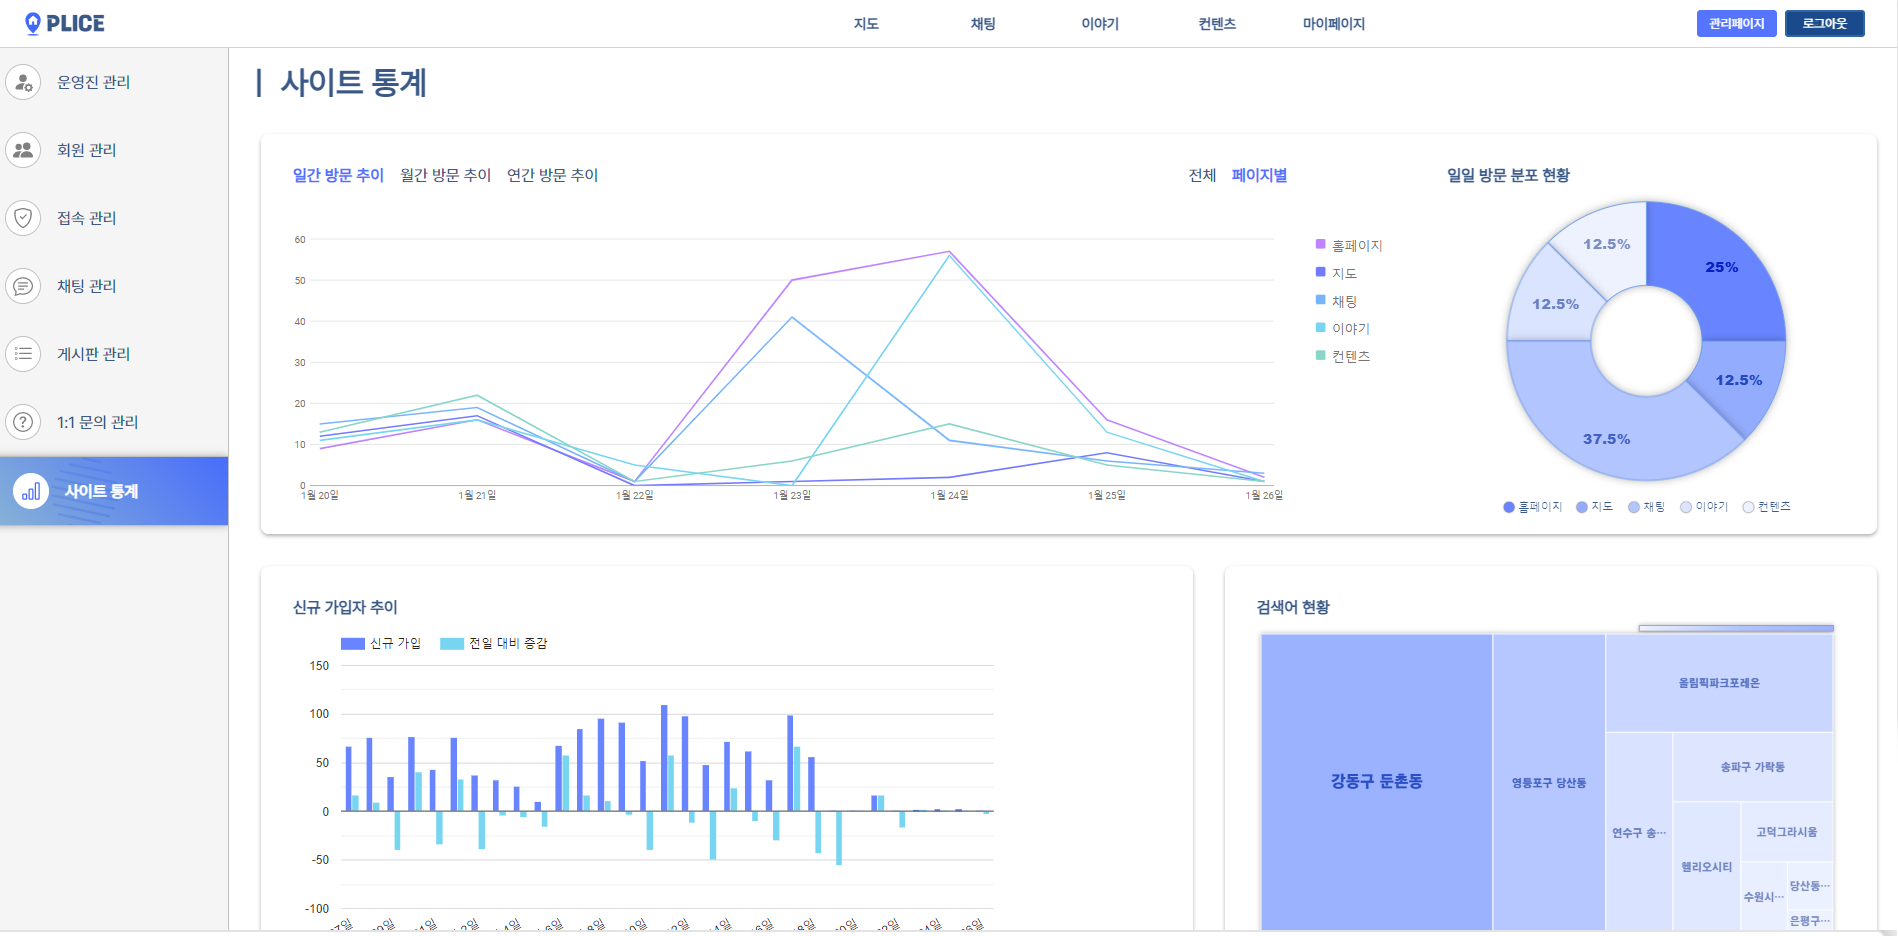 PLICE
지도 채팅 이야기 컨텐츠 마이페이지 관리페이지 로그아웃
운영진 관리
회원 관리
접속 관리
채팅 관리
게시판 관리
1:1 문의 관리
사이트 통계
사이트 통계
일간 방문 추이 월간 방문 추이 연간 방문 추이 전체 페이지별
60
50
40
30
20
10
0
1월 20일 1월 21일 1월 22일 1월 23일 1월 24일 1월 25일 1월 26일
홈페이지
지도
채팅
이야기
컨텐츠
일일 방문 분포 현황
12.5%
25%
12.5%
12.5%
37.5%
홈페이지 지도 채팅 이야기 컨텐츠
신규 가입자 추이
신규 가입 전일 대비 증감
150
100
50
0
-50
-100
검색어 현황
강동구 둔촌동
영등포구 당산동
올림픽파크포레온
송파구 가락동
연수구 송…
고덕그라시움
헬리오시티
당산동…
수원시…
은평구…